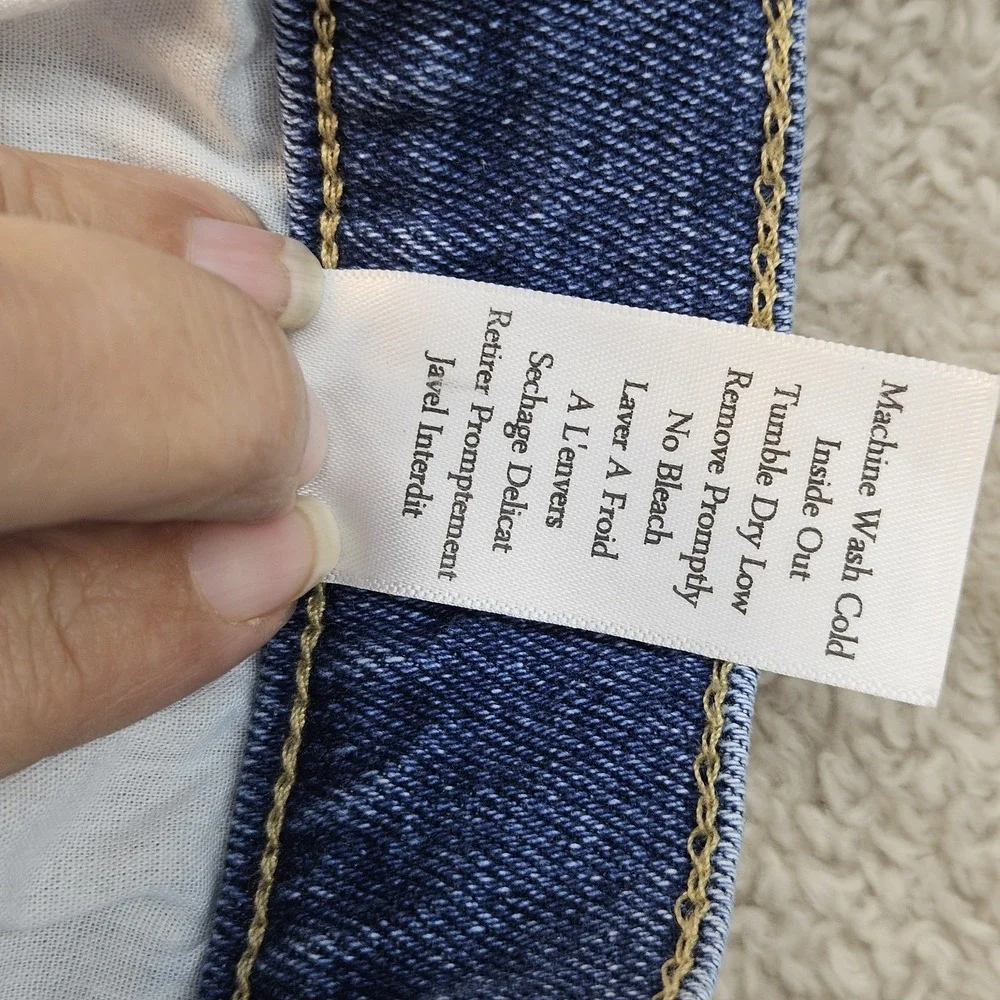 Machine Wash Cold
Inside Out
Tumble Dry Low
Remove Promptly
No Bleach
Laver A Froid
A L'envers
Sechage Delicat
Retirer Promptement
Javel Interdit